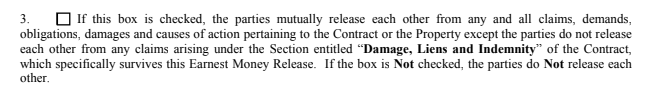 3. ☐ If this box is checked, the parties mutually release each other from any and all claims, demands,
obligations, damages and causes of action pertaining to the Contract or the Property except the parties do not release
each other from any claims arising under the Section entitled “Damage, Liens and Indemnity” of the Contract,
which specifically survives this Earnest Money Release. If the box is Not checked, the parties do Not release each
other.